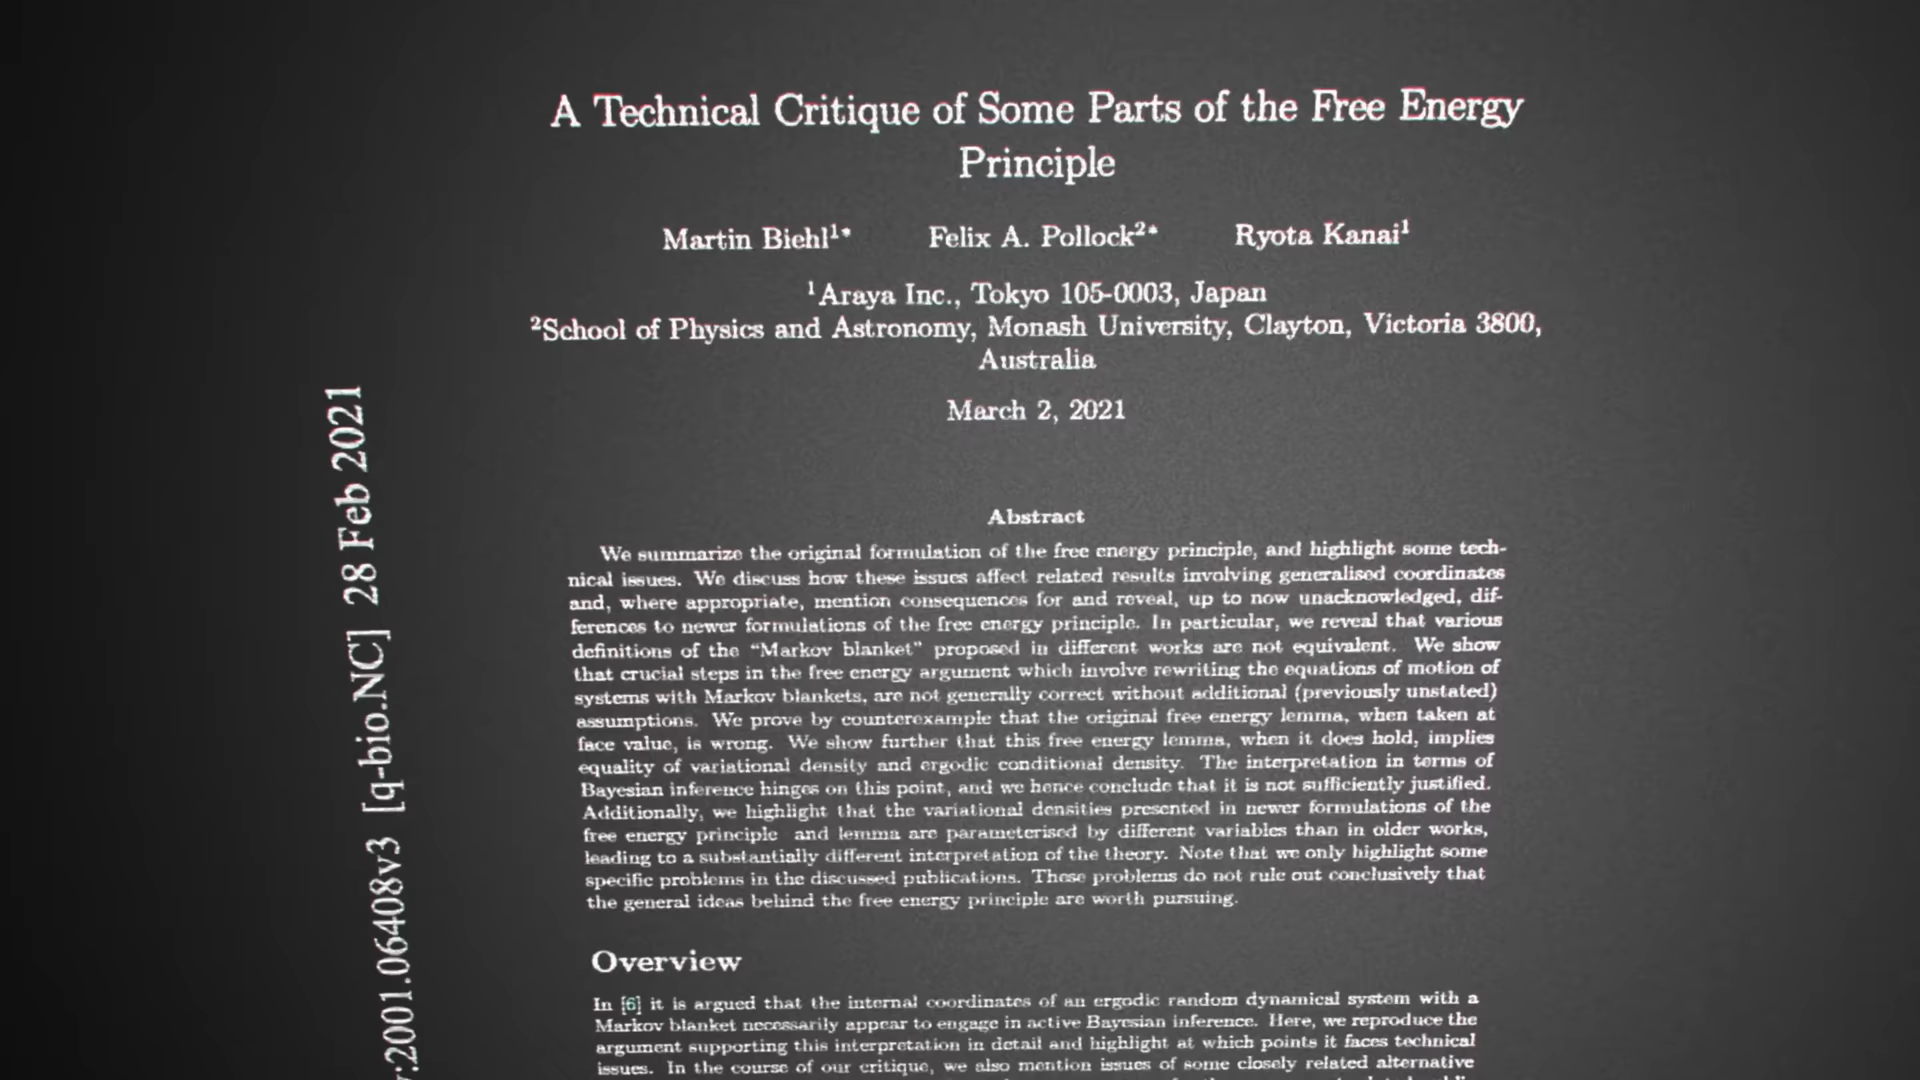 A Technical Critique of Some Parts of the Free Energy
Principle
Martin Biehl¹* Felix A. Pollock²* Ryota Kanai¹
¹Araya Inc., Tokyo 105-0003, Japan
²School of Physics and Astronomy, Monash University, Clayton, Victoria 3800,
Australia
March 2, 2021
:2001.06408v3 [q-bio.NC] 28 Feb 2021
Abstract
We summarize the original formulation of the free energy principle, and highlight some tech-
nical issues. We discuss how these issues affect related results involving generalised coordinates
and, where appropriate, mention consequences for and reveal, up to now unacknowledged, dif-
ferences to newer formulations of the free energy principle. In particular, we reveal that various
definitions of the “Markov blanket” proposed in different works are not equivalent. We show
that crucial steps in the free energy argument which involve rewriting the equations of motion of
systems with Markov blankets, are not generally correct without additional (previously unstated)
assumptions. We prove by counterexample that the original free energy lemma, when taken at
face value, is wrong. We show further that this free energy lemma, when it does hold, implies
equality of variational density and ergodic conditional density. The interpretation in terms of
Bayesian inference hinges on this point, and we hence conclude that it is not sufficiently justified.
Additionally, we highlight that the variational densities presented in newer formulations of the
free energy principle and lemma are parameterised by different variables than in older works,
leading to a substantially different interpretation of the theory. Note that we only highlight some
specific problems in the discussed publications. These problems do not rule out conclusively that
the general ideas behind the free energy principle are worth pursuing.
Overview
In [6] it is argued that the internal coordinates of an ergodic random dynamical system with a
Markov blanket necessarily appear to engage in active Bayesian inference. Here, we reproduce the
argument supporting this interpretation in detail and highlight at which points it faces technical
issues. In the course of our critique, we also mention issues of some closely related alternative